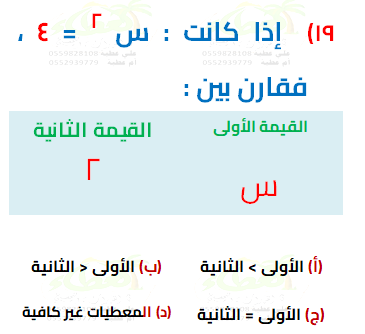 ١٩) إذا كانت : س ٢ = ٤ ،
فقارن بين :
القيمة الأولى القيمة الثانية
س ٢
(أ) الأولى > الثانية (ب) الأولى < الثانية
(ج) الأولى = الثانية (د) المعطيات غير كافية